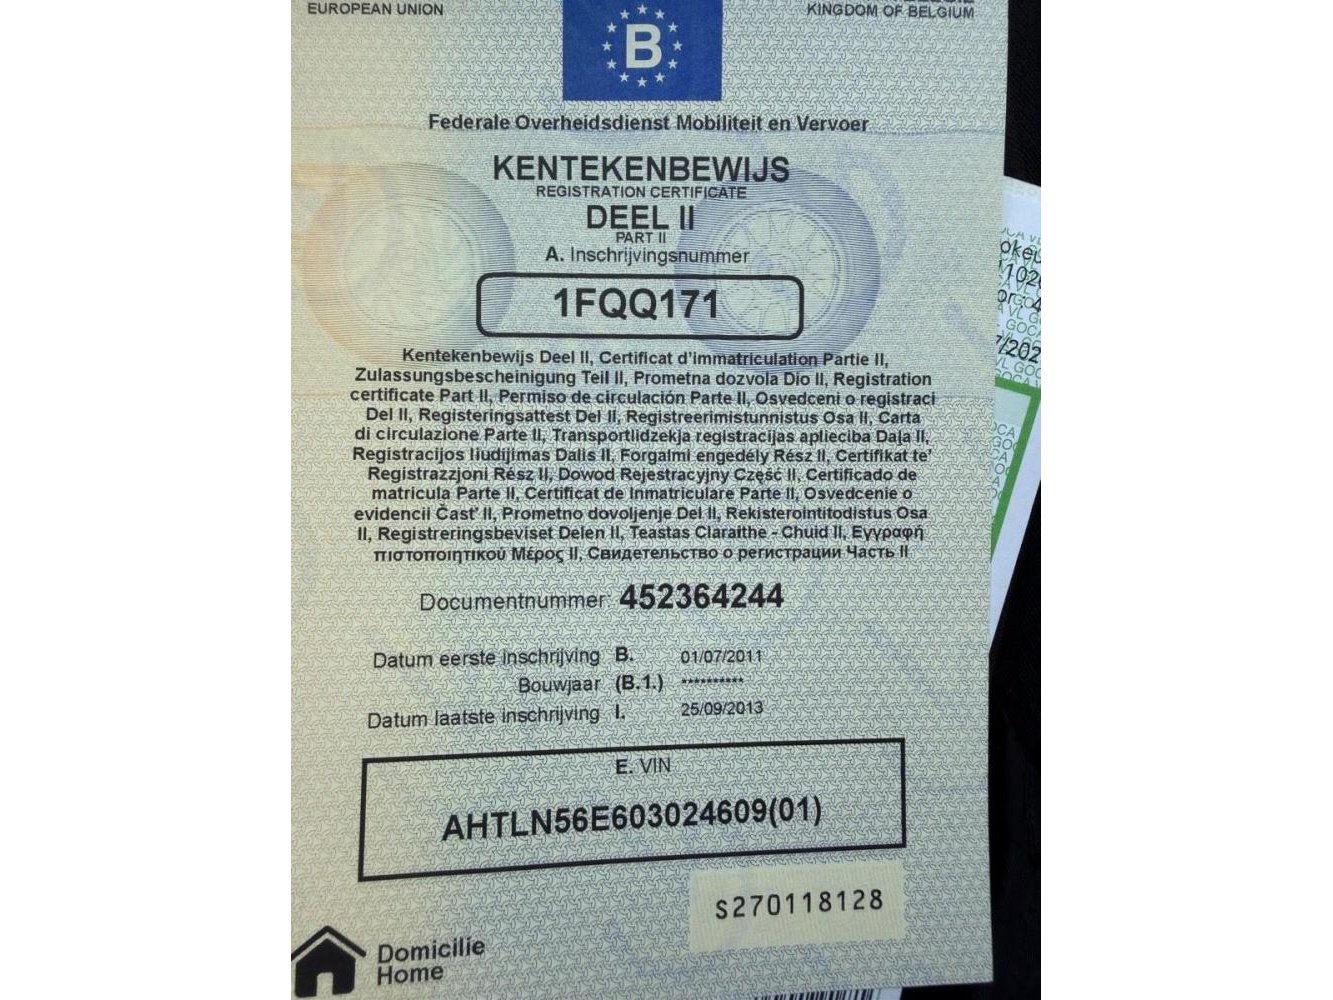 EUROPEAN UNION
KINGDOM OF BELGIUM
B
Federale Overheidsdienst Mobiliteit en Vervoer
KENTEKENBEWIJS
REGISTRATION CERTIFICATE
DEEL II
PART II
A. Inschrijvingsnummer
1FQQ171
Kentekenbewijs Deel II, Certificat d'immatriculation Partie II,
Zulassungsbescheinigung Teil II, Prometna dozvola Dio II, Registration
certificate Part II, Permiso de circulación Parte II, Osvedceni o registraci
Del II, Registeringsattest Del II, Registreerimistunnistus Osa II, Carta
di circulazione Parte II, Transportlidzekja registracijas aplieciba Daļa II,
Registracijos liudijimas Dalis II, Forgalmi engedély Rész II, Certifikat te'
Registrazzjoni Rész II, Dowod Rejestracyjny Część II, Certificado de
matricula Parte II, Certificat de Inmatriculare Parte II, Osvedcenie o
evidencii Časť II, Prometno dovoljenje Del II, Rekisterointitodistus Osa
II, Registreringsbeviset Delen II, Teastas Claraithe - Chuid II, Εγγραφή
πιστοποιητικού Μέρος II, Свидетельство о регистрации Часть II
Documentnummer: 452364244
Datum eerste inschrijving B. 01/07/2011
Bouwjaar (B.1.) **********
Datum laatste inschrijving I. 25/09/2013
E. VIN
AHTLN56E603024609(01)
S270118128
Domicilie
Home